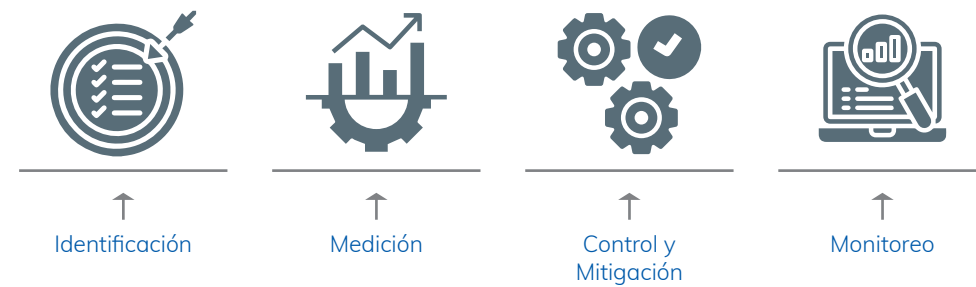 Identificación
Medición
Control y
Mitigación
Monitoreo